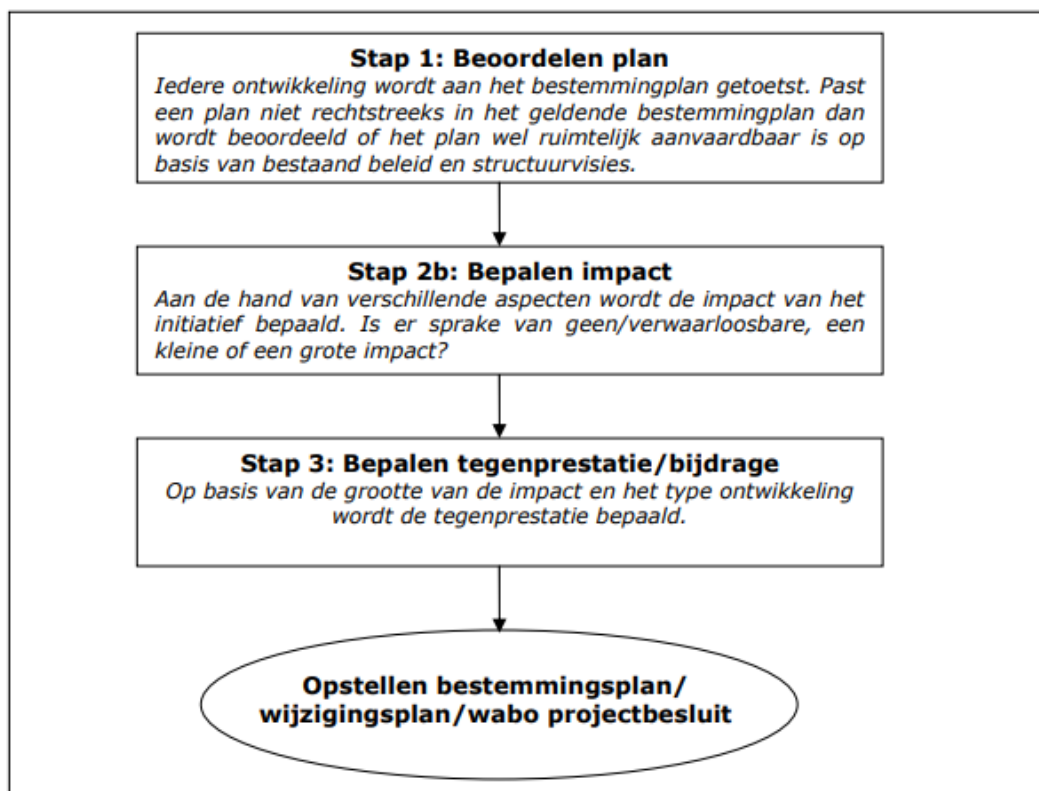 Stap 1: Beoordelen plan
Iedere ontwikkeling wordt aan het bestemmingplan getoetst. Past
een plan niet rechtstreeks in het geldende bestemmingplan dan
wordt beoordeeld of het plan wel ruimtelijk aanvaardbaar is op
basis van bestaand beleid en structuurvisies.
Stap 2b: Bepalen impact
Aan de hand van verschillende aspecten wordt de impact van het
initiatief bepaald. Is er sprake van geen/verwaarloosbare, een
kleine of een grote impact?
Stap 3: Bepalen tegenprestatie/bijdrage
Op basis van de grootte van de impact en het type ontwikkeling
wordt de tegenprestatie bepaald.
Opstellen bestemmingsplan/
wijzigingsplan/wabo projectbesluit